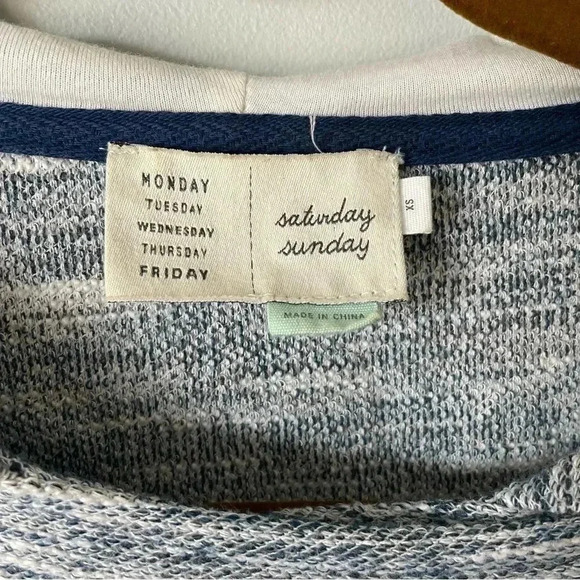 MONDAY
TUESDAY
WEDNESDAY
THURSDAY
FRIDAY
saturday
sunday
XS
MADE IN CHINA